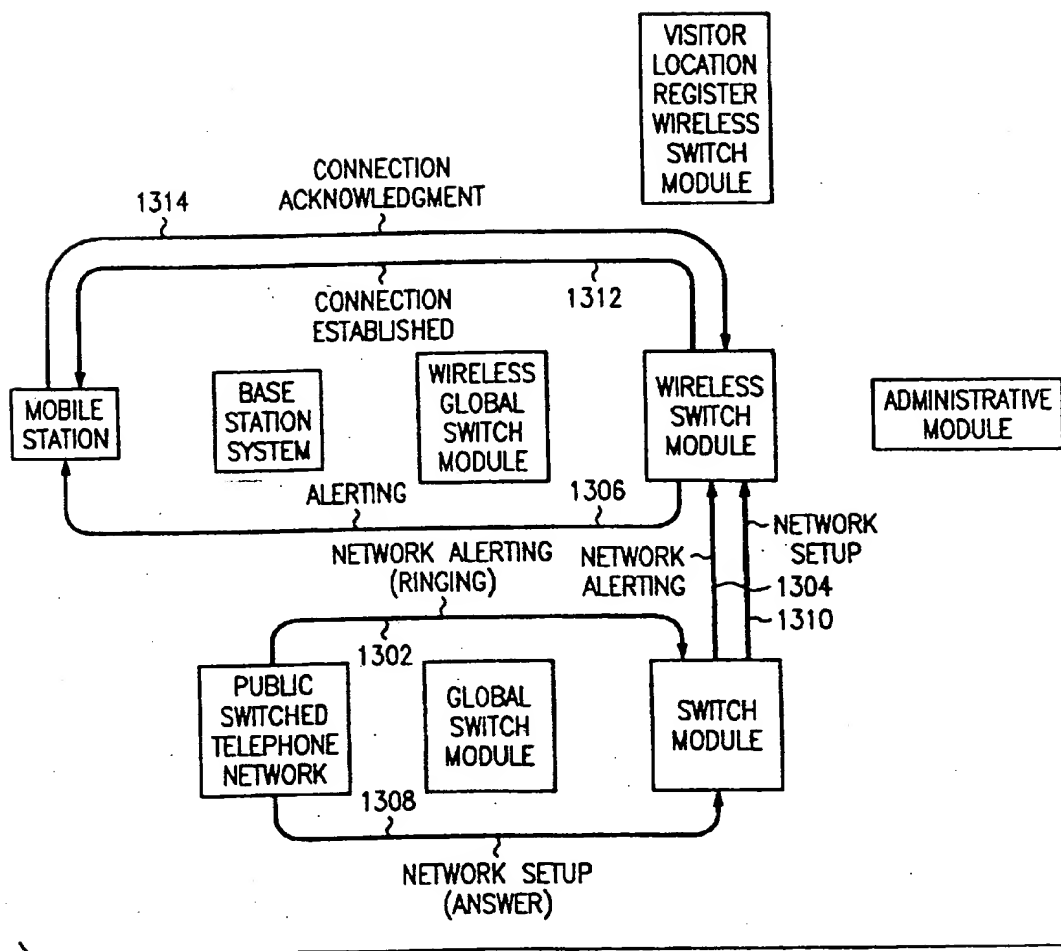 VISITOR
LOCATION
REGISTER
WIRELESS
SWITCH
MODULE
CONNECTION
ACKNOWLEDGMENT
1314
1312
CONNECTION
ESTABLISHED
MOBILE
STATION
BASE
STATION
SYSTEM
WIRELESS
GLOBAL
SWITCH
MODULE
WIRELESS
SWITCH
MODULE
ADMINISTRATIVE
MODULE
ALERTING
1306
NETWORK ALERTING
(RINGING)
NETWORK
ALERTING
NETWORK
SETUP
1304
1310
1302
PUBLIC
SWITCHED
TELEPHONE
NETWORK
GLOBAL
SWITCH
MODULE
SWITCH
MODULE
1308
NETWORK SETUP
(ANSWER)